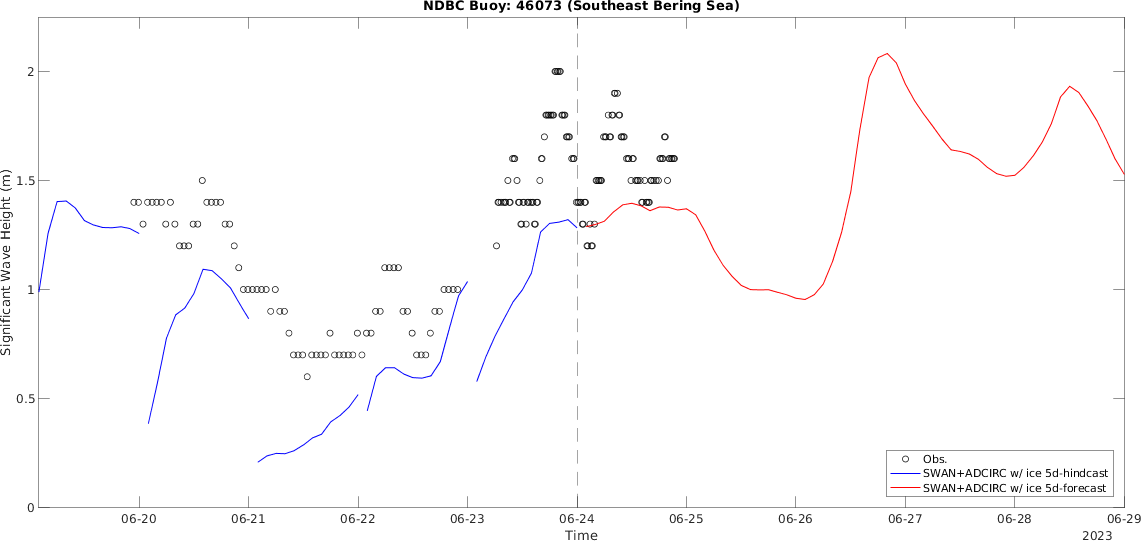 NDBC Buoy: 46073 (Southeast Bering Sea)
Significant Wave Height (m)
2
1.5
1
0.5
0
Obs.
SWAN+ADCIRC w/ ice 5d-hindcast
SWAN+ADCIRC w/ ice 5d-forecast
06-20 06-21 06-22 06-23 06-24 06-25 06-26 06-27 06-28 06-29
Time
2023